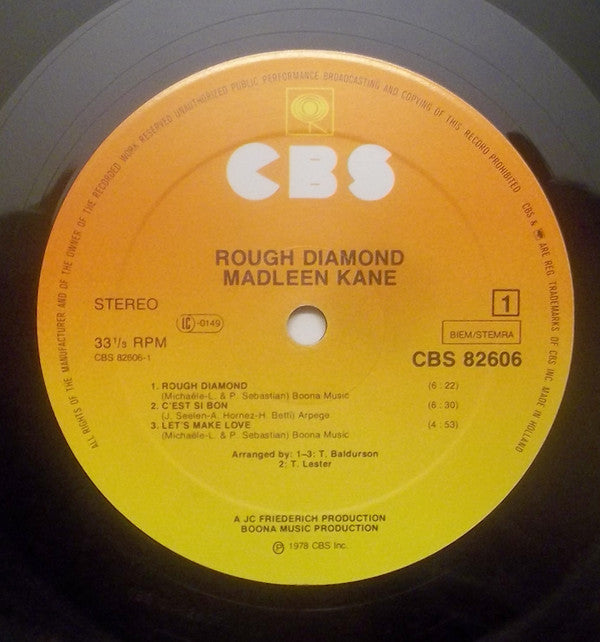 ALL RIGHTS OF THE MANUFACTURER AND OF THE OWNER OF THE RECORDED WORK RESERVED UNAUTHORIZED PUBLIC PERFORMANCE BROADCASTING AND COPYING OF THIS RECORD PROHIBITED
CBS & ARE REG. TRADEMARKS OF CBS INC. MADE IN HOLLAND
CBS
ROUGH DIAMOND
MADLEEN KANE
STEREO
LC-0149
1
33 1/3 RPM
BIEM/STEMRA
CBS 82606-1
CBS 82606
1. ROUGH DIAMOND (6:22)
(Michaële-L. & P. Sebastian) Boona Music
2. C'EST SI BON (6:30)
(J. Seelen-A. Hornez-H. Betti) Arpege
3. LET'S MAKE LOVE (4:53)
(Michaële-L. & P. Sebastian) Boona Music
Arranged by: 1–3: T. Baldurson
2: T. Lester
A JC FRIEDERICH PRODUCTION
BOONA MUSIC PRODUCTION
℗ 1978 CBS Inc.